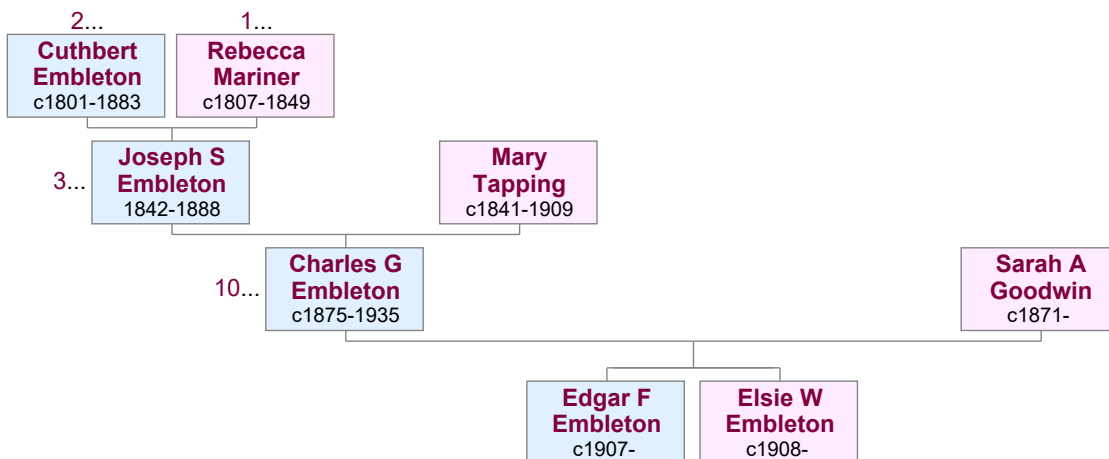 2...
1...
Cuthbert
Embleton
c1801-1883
Rebecca
Mariner
c1807-1849
3...
Joseph S
Embleton
1842-1888
Mary
Tapping
c1841-1909
10...
Charles G
Embleton
c1875-1935
Sarah A
Goodwin
c1871-
Edgar F
Embleton
c1907-
Elsie W
Embleton
c1908-